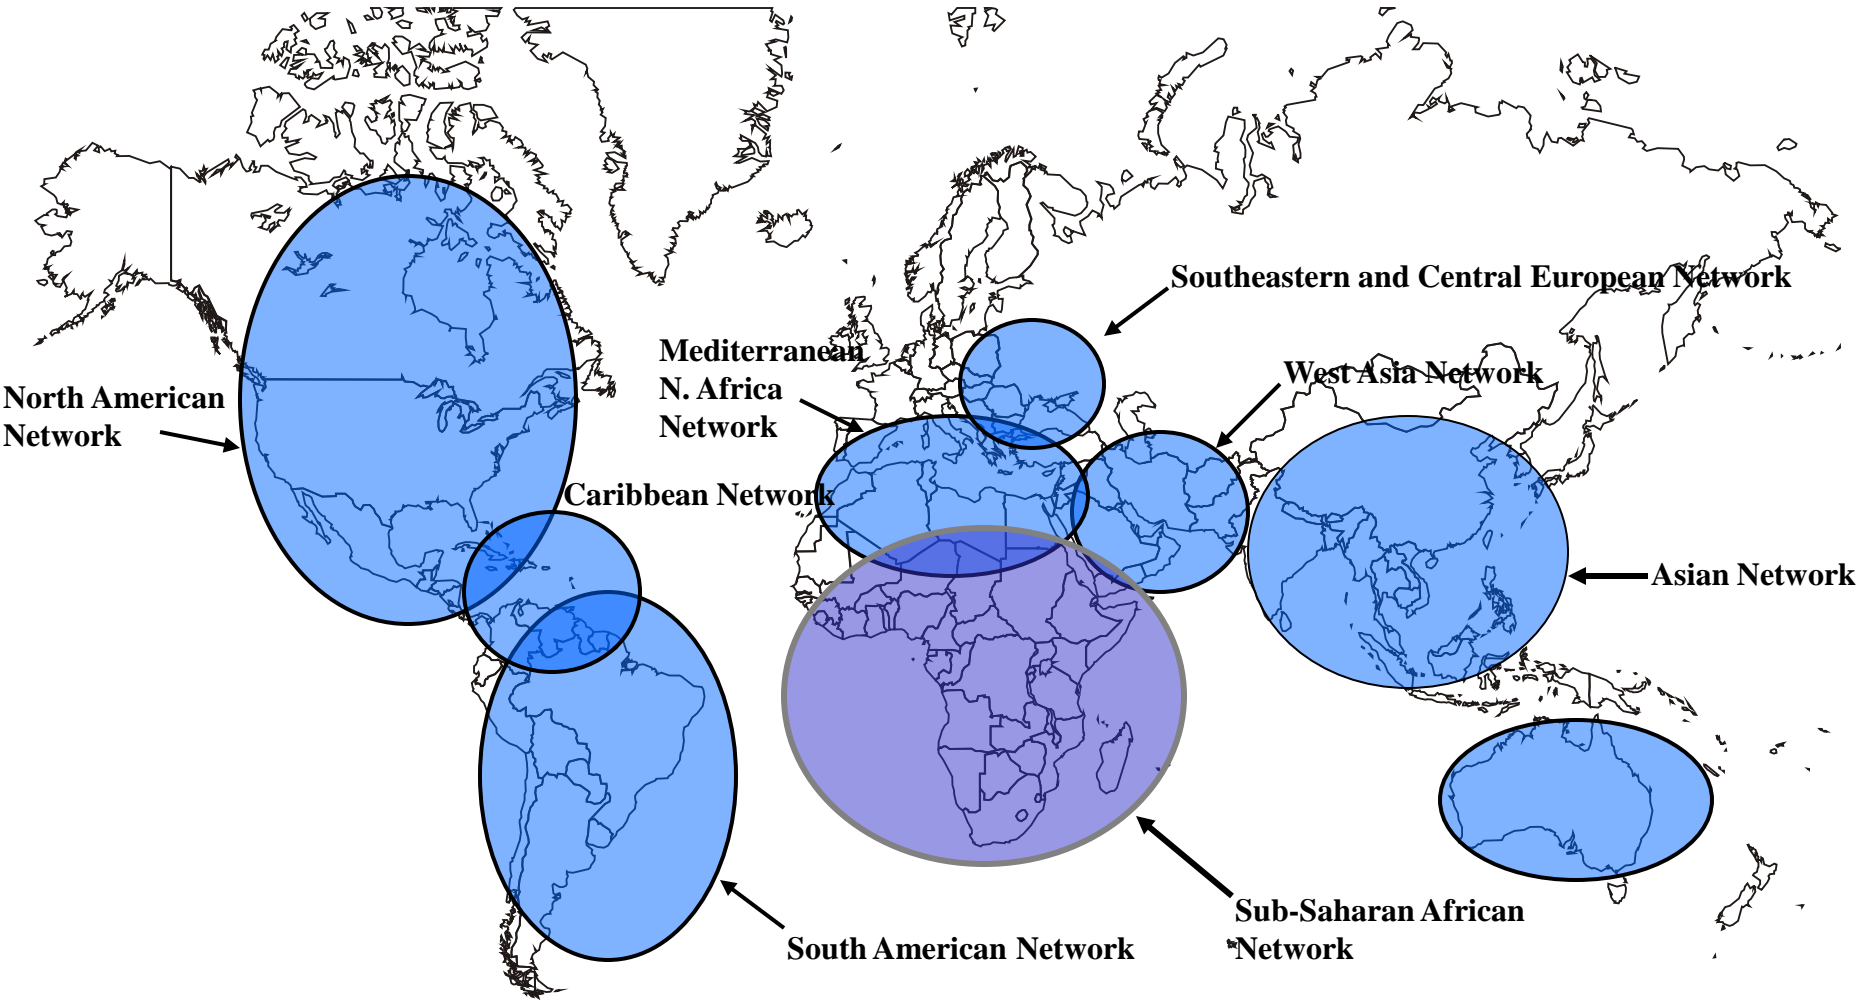 Southeastern and Central European Network
Mediterranean
N. Africa
Network
West Asia Network
North American
Network
Caribbean Network
Asian Network
Sub-Saharan African
Network
South American Network